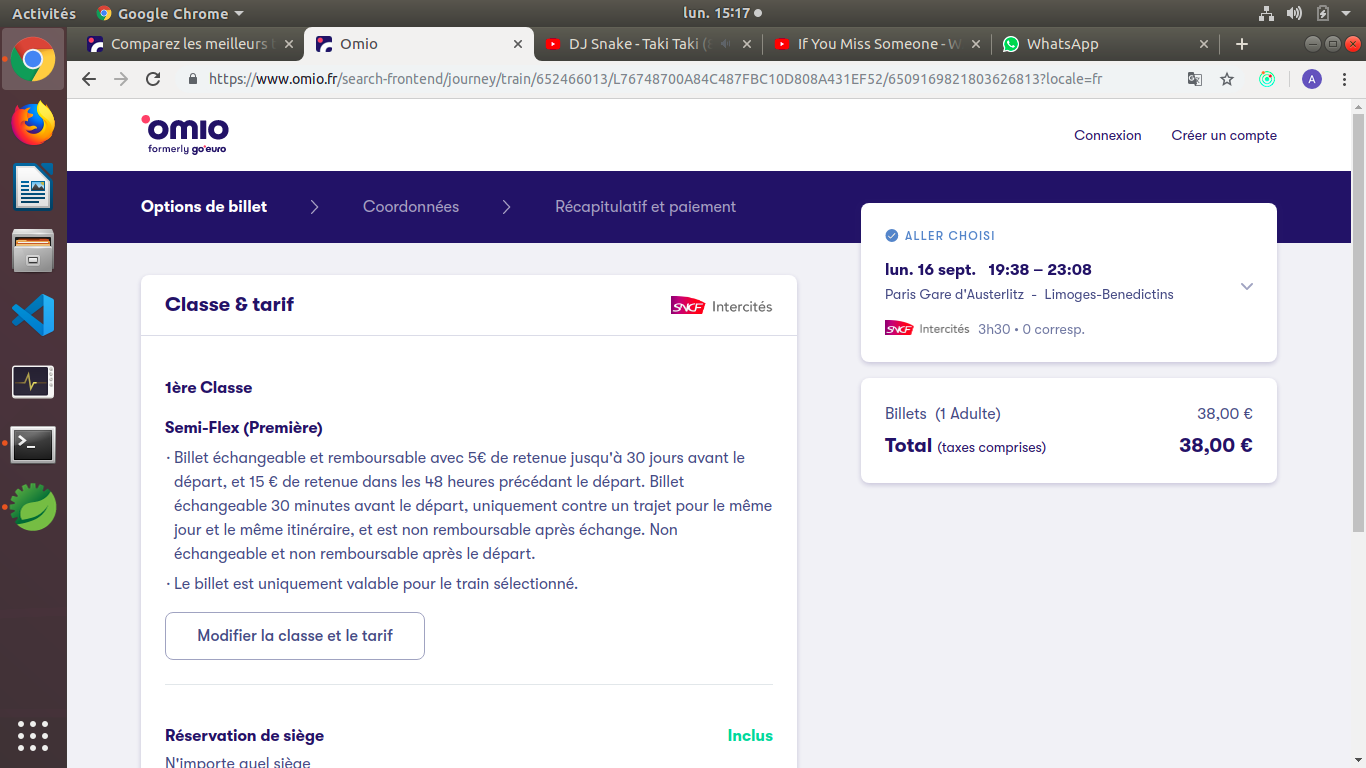 Activités
Google Chrome
lun. 15:17
Comparez les meilleurs
Omio
DJ Snake - Taki Taki (
If You Miss Someone - W
WhatsApp
https://www.omio.fr/search-frontend/journey/train/652466013/L76748700A84C487FBC10D808A431EF52/6509169821803626813?locale=fr
A
omio
formerly go'euro
Connexion
Créer un compte
Options de billet
Coordonnées
Récapitulatif et paiement
ALLER CHOISI
lun. 16 sept. 19:38 – 23:08
Paris Gare d'Austerlitz - Limoges-Benedictins
SNCF Intercités 3h30 • 0 corresp.
Billets (1 Adulte) 38,00 €
Total (taxes comprises) 38,00 €
Classe & tarif
SNCF Intercités
1ère Classe
Semi-Flex (Première)
· Billet échangeable et remboursable avec 5€ de retenue jusqu'à 30 jours avant le
départ, et 15 € de retenue dans les 48 heures précédant le départ. Billet
échangeable 30 minutes avant le départ, uniquement contre un trajet pour le même
jour et le même itinéraire, et est non remboursable après échange. Non
échangeable et non remboursable après le départ.
· Le billet est uniquement valable pour le train sélectionné.
Modifier la classe et le tarif
Réservation de siège
Inclus
N'importe quel siège